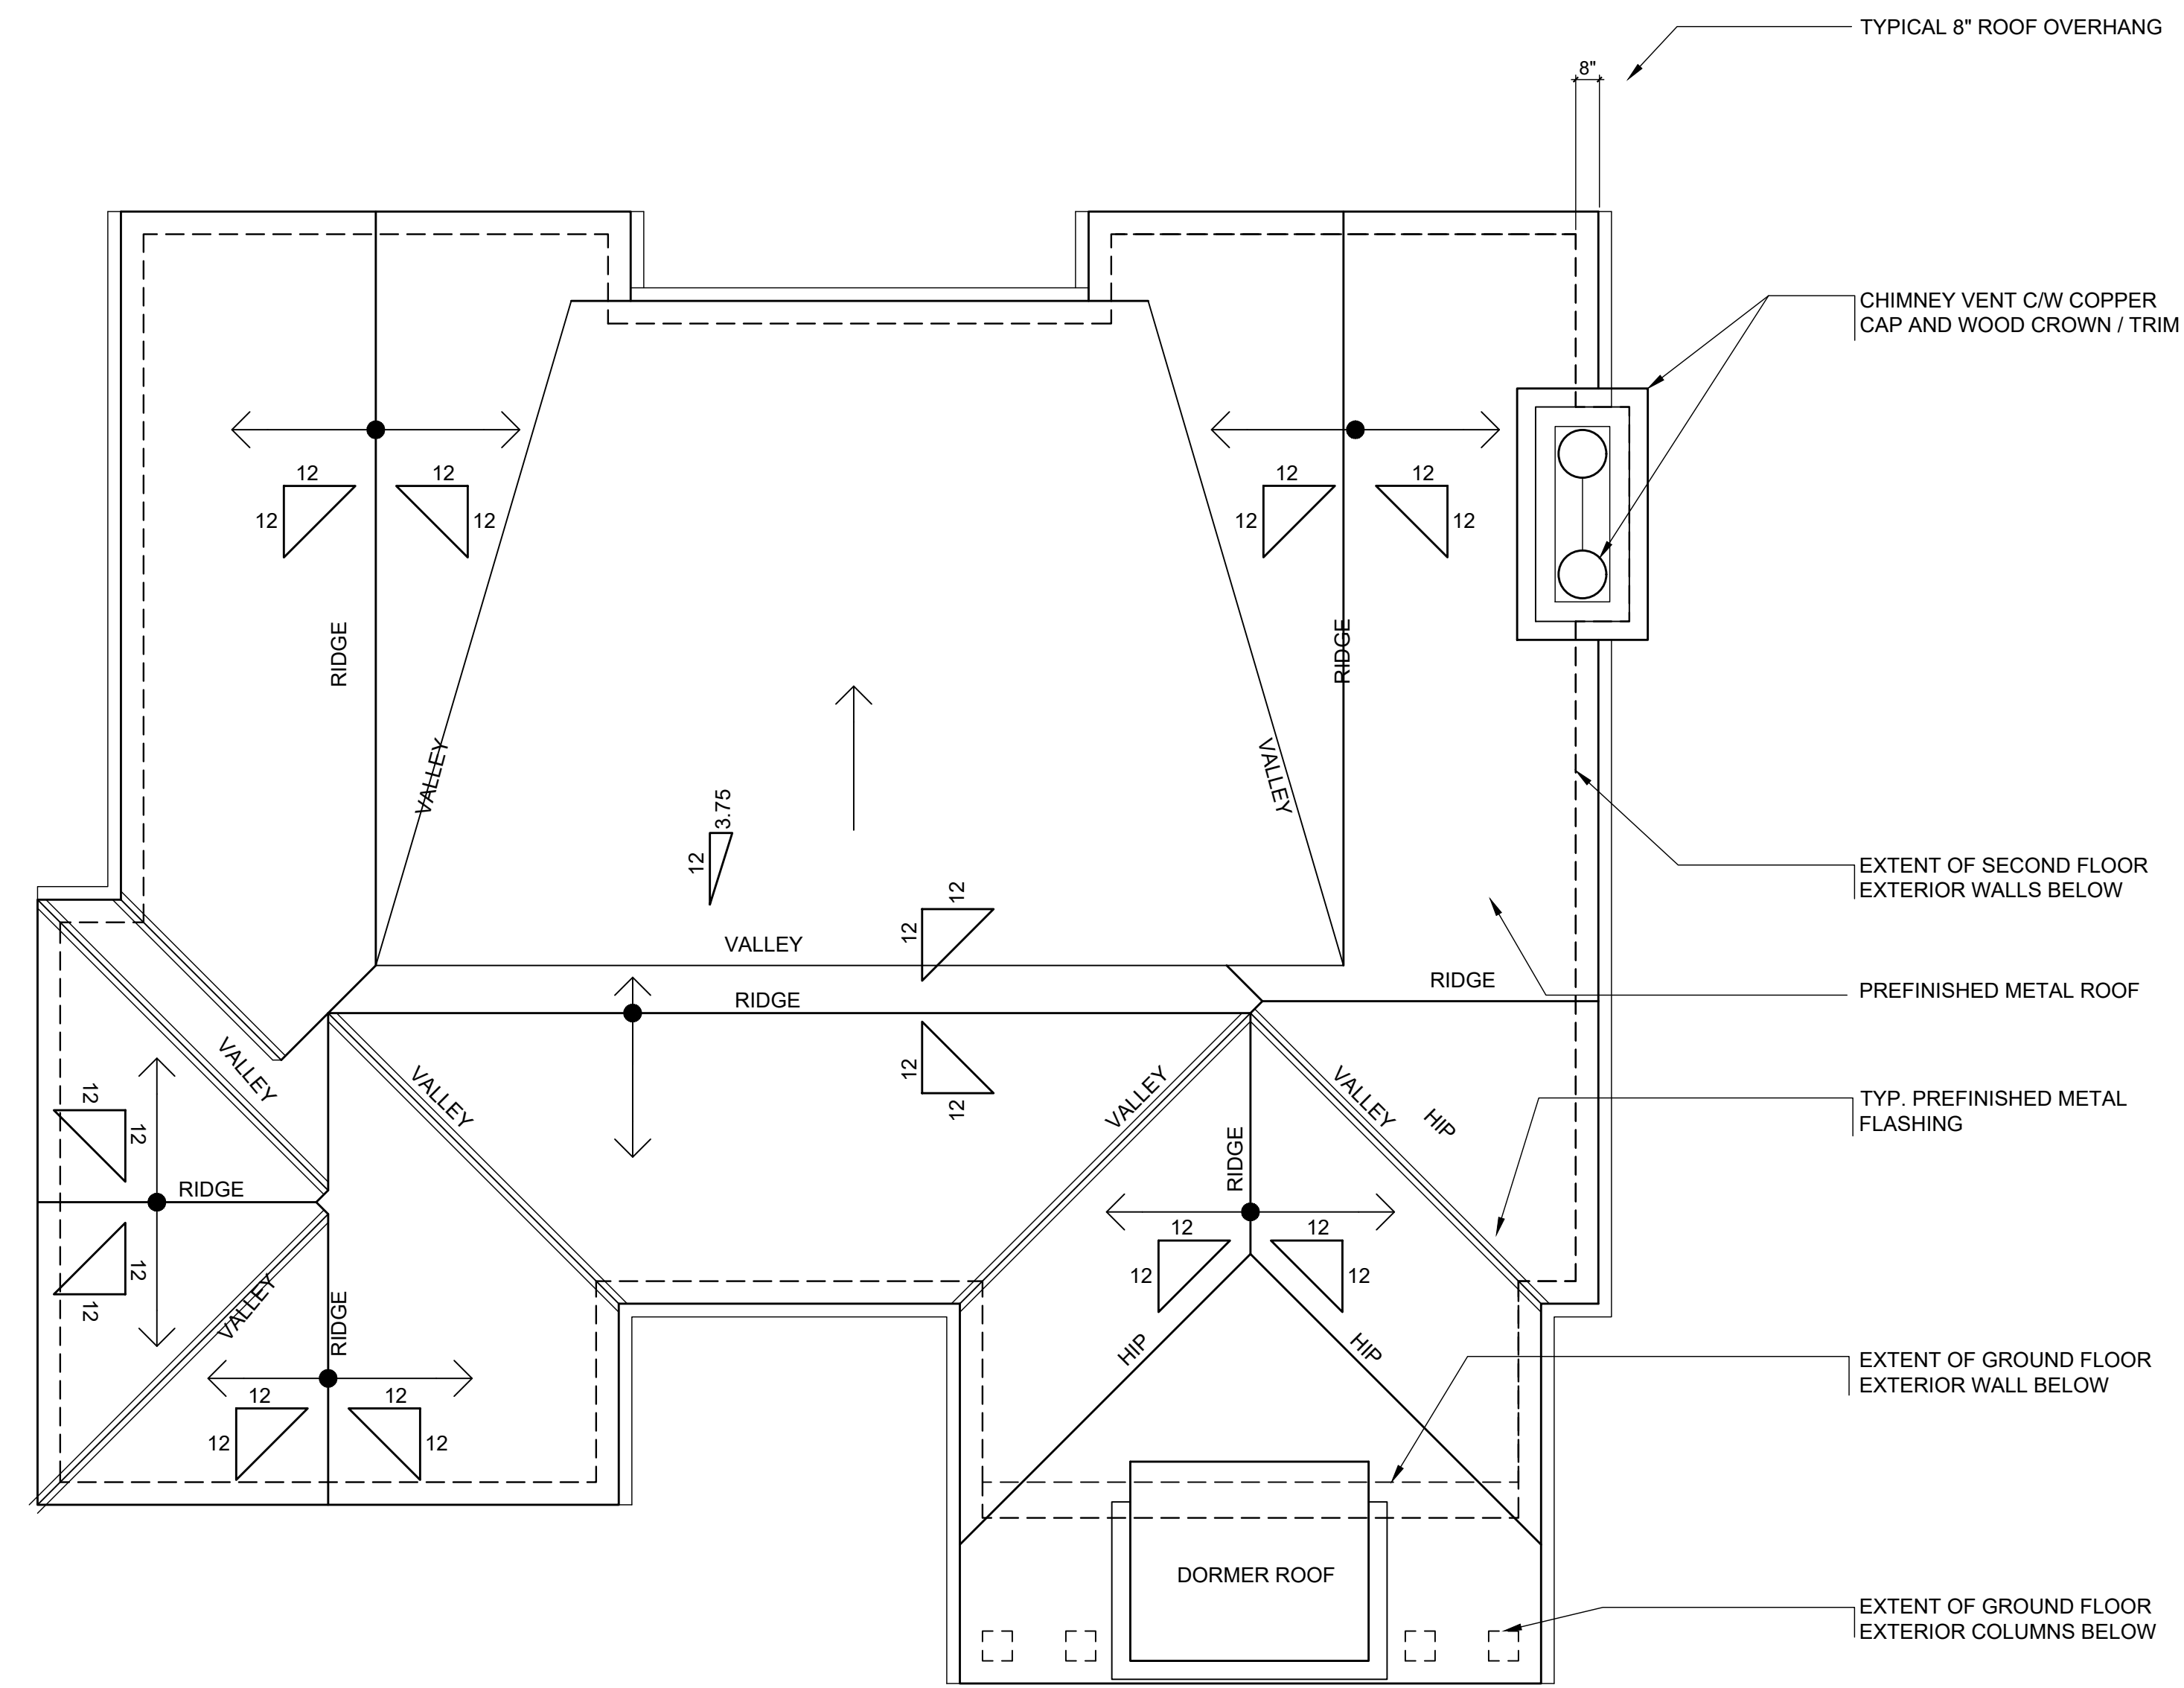 TYPICAL 8" ROOF OVERHANG
8"
CHIMNEY VENT C/W COPPER
CAP AND WOOD CROWN / TRIM
12
12
12
12
12
12
12
12
RIDGE
RIDGE
VALLEY
VALLEY
3.75
12
EXTENT OF SECOND FLOOR
EXTERIOR WALLS BELOW
12
12
VALLEY
RIDGE
RIDGE
PREFINISHED METAL ROOF
VALLEY
VALLEY
12
12
VALLEY
VALLEY
HIP
TYP. PREFINISHED METAL
FLASHING
12
12
RIDGE
RIDGE
12
12
12
12
12
12
VALLEY
RIDGE
HIP
HIP
EXTENT OF GROUND FLOOR
EXTERIOR WALL BELOW
12
12
12
12
DORMER ROOF
EXTENT OF GROUND FLOOR
EXTERIOR COLUMNS BELOW